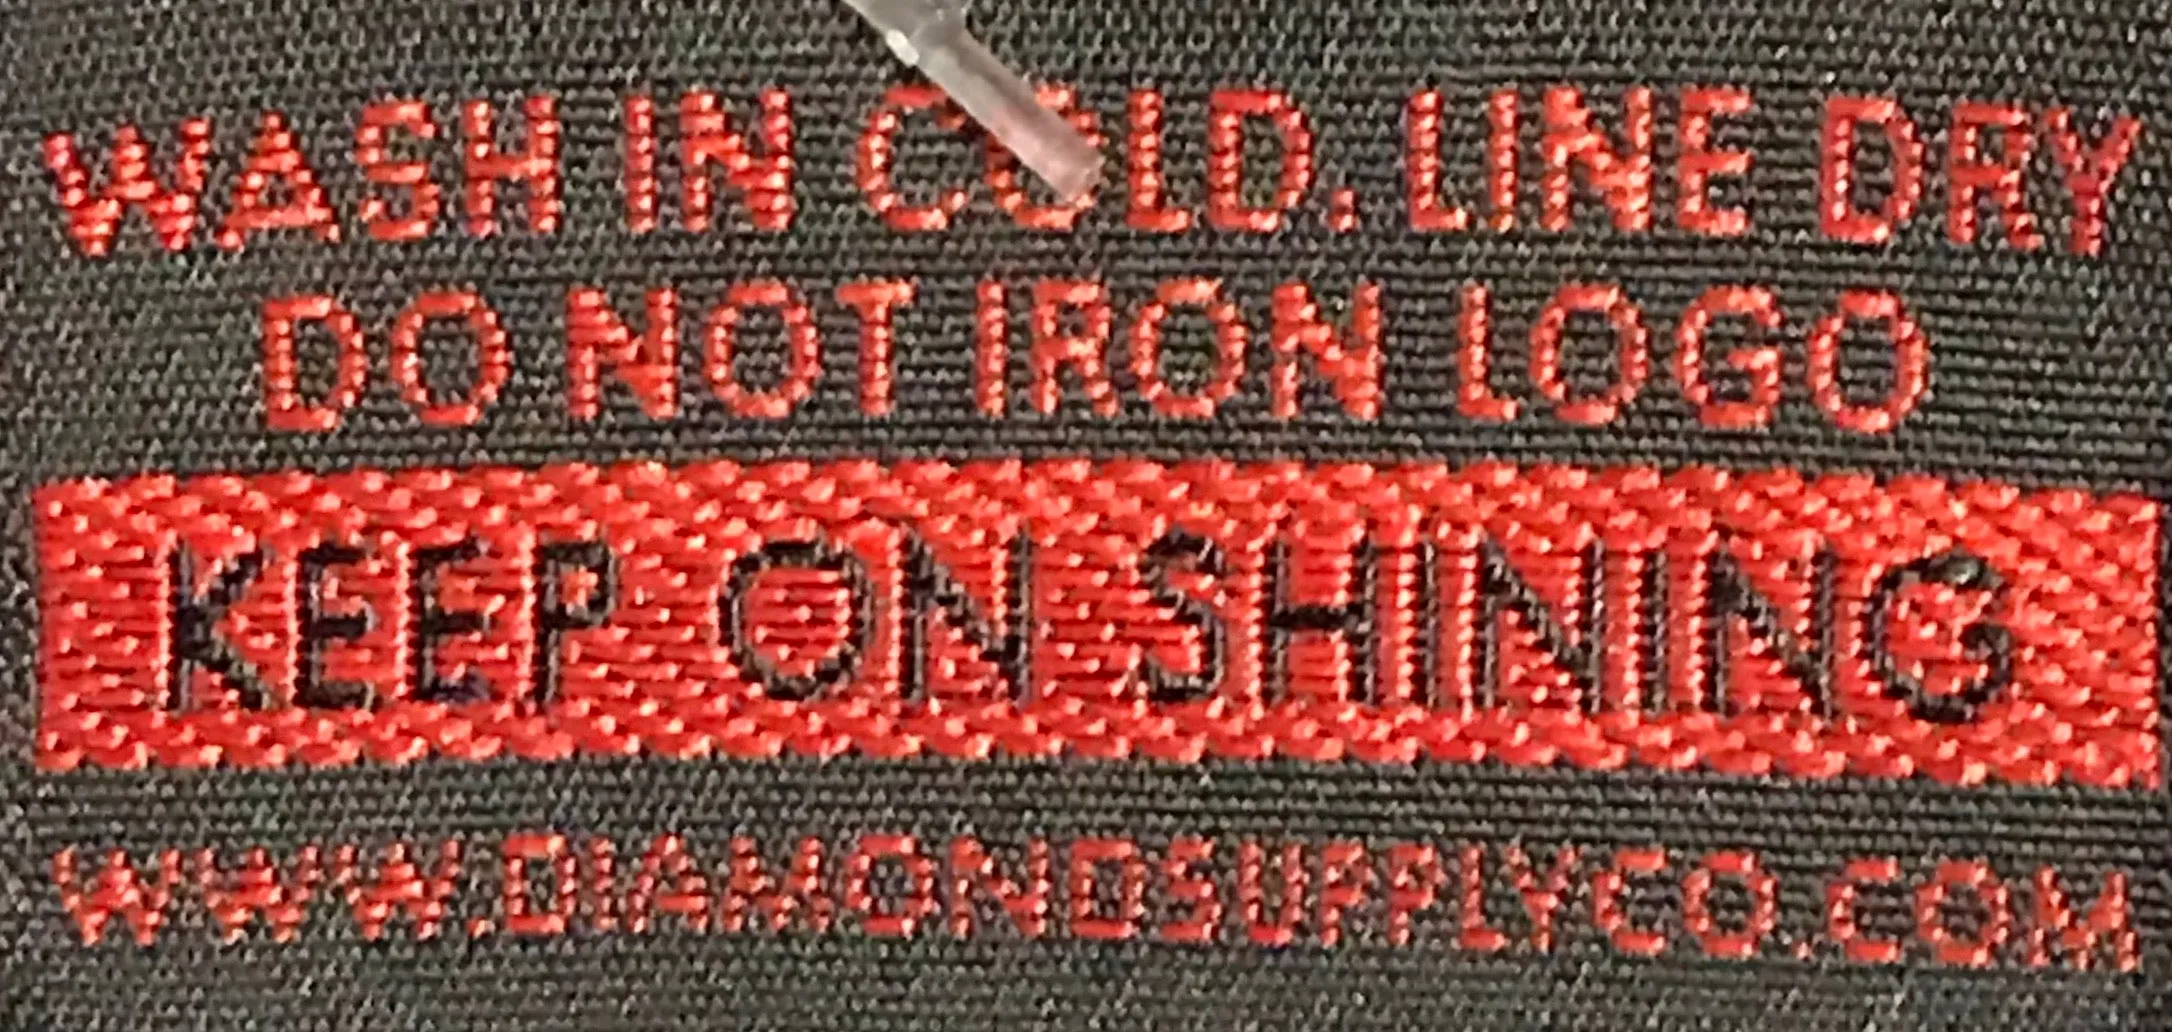 WASH IN COLD. LINE DRY
DO NOT IRON LOGO
KEEP ON SHINING
WWW.DIAMONDSUPPLYCO.COM